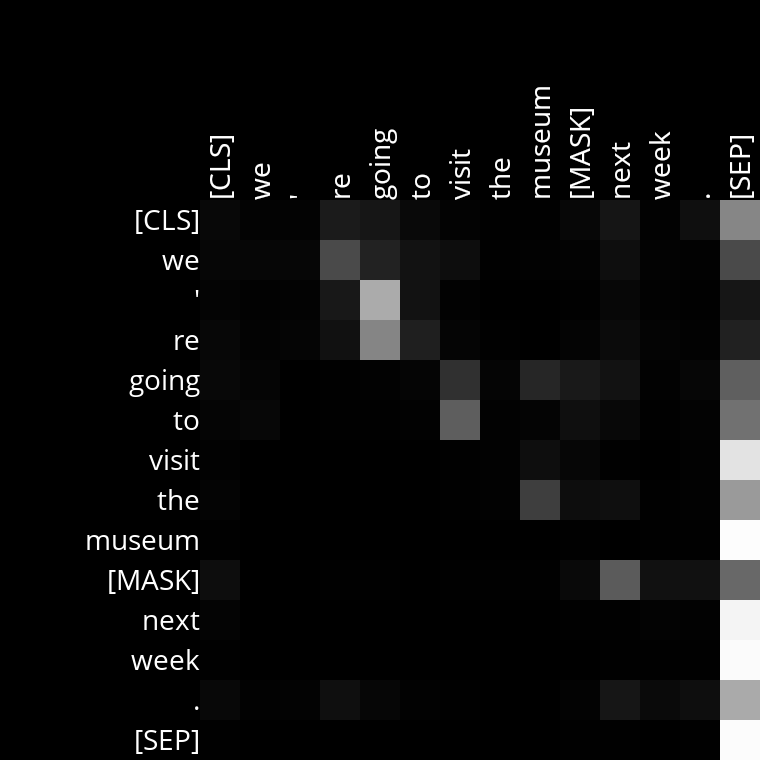 [CLS] we ' re going to visit the museum [MASK] next week . [SEP]
[CLS]
we
'
re
going
to
visit
the
museum
[MASK]
next
week
.
[SEP]